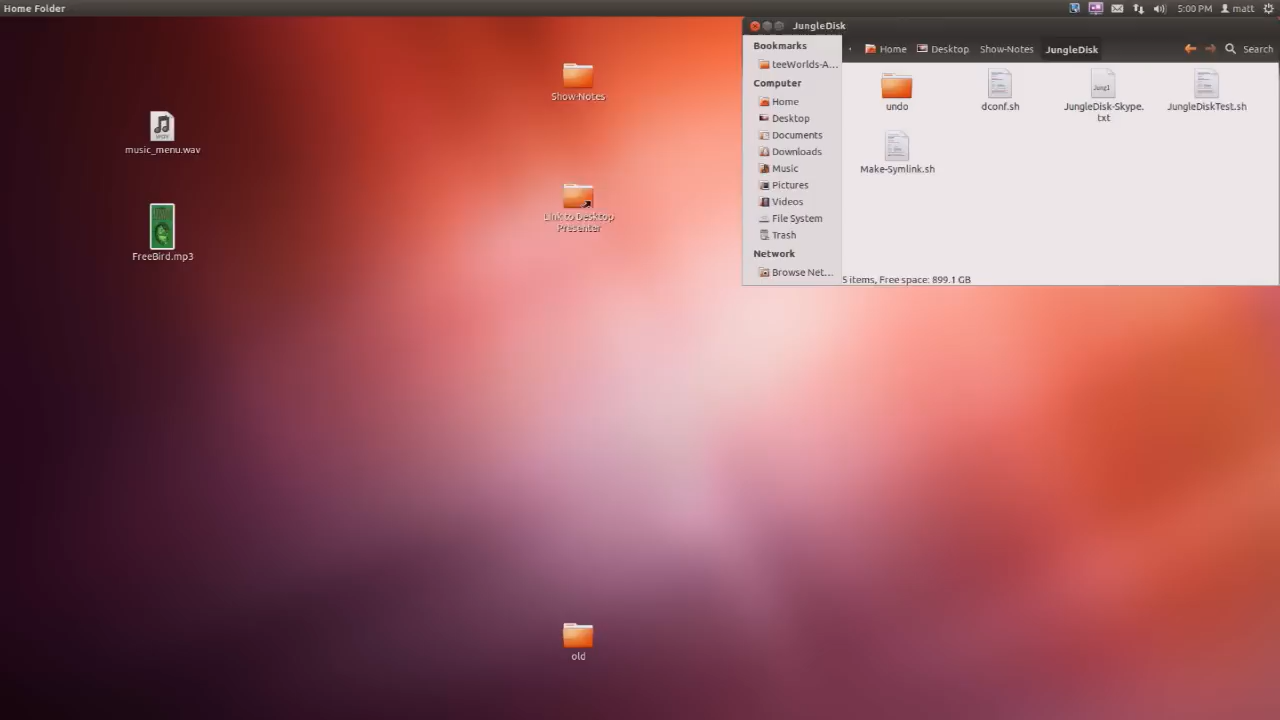 Home Folder
5:00 PM
matt
JungleDisk
Bookmarks
teeWorlds-A...
Computer
Home
Desktop
Documents
Downloads
Music
Pictures
Videos
File System
Trash
Network
Browse Net...
Home
Desktop
Show-Notes
JungleDisk
Search
undo
dconf.sh
Jung1
JungleDisk-Skype.
txt
JungleDiskTest.sh
Make-Symlink.sh
5 items, Free space: 899.1 GB
Show-Notes
music_menu.wav
Link to Desktop
Presenter
FreeBird.mp3
old